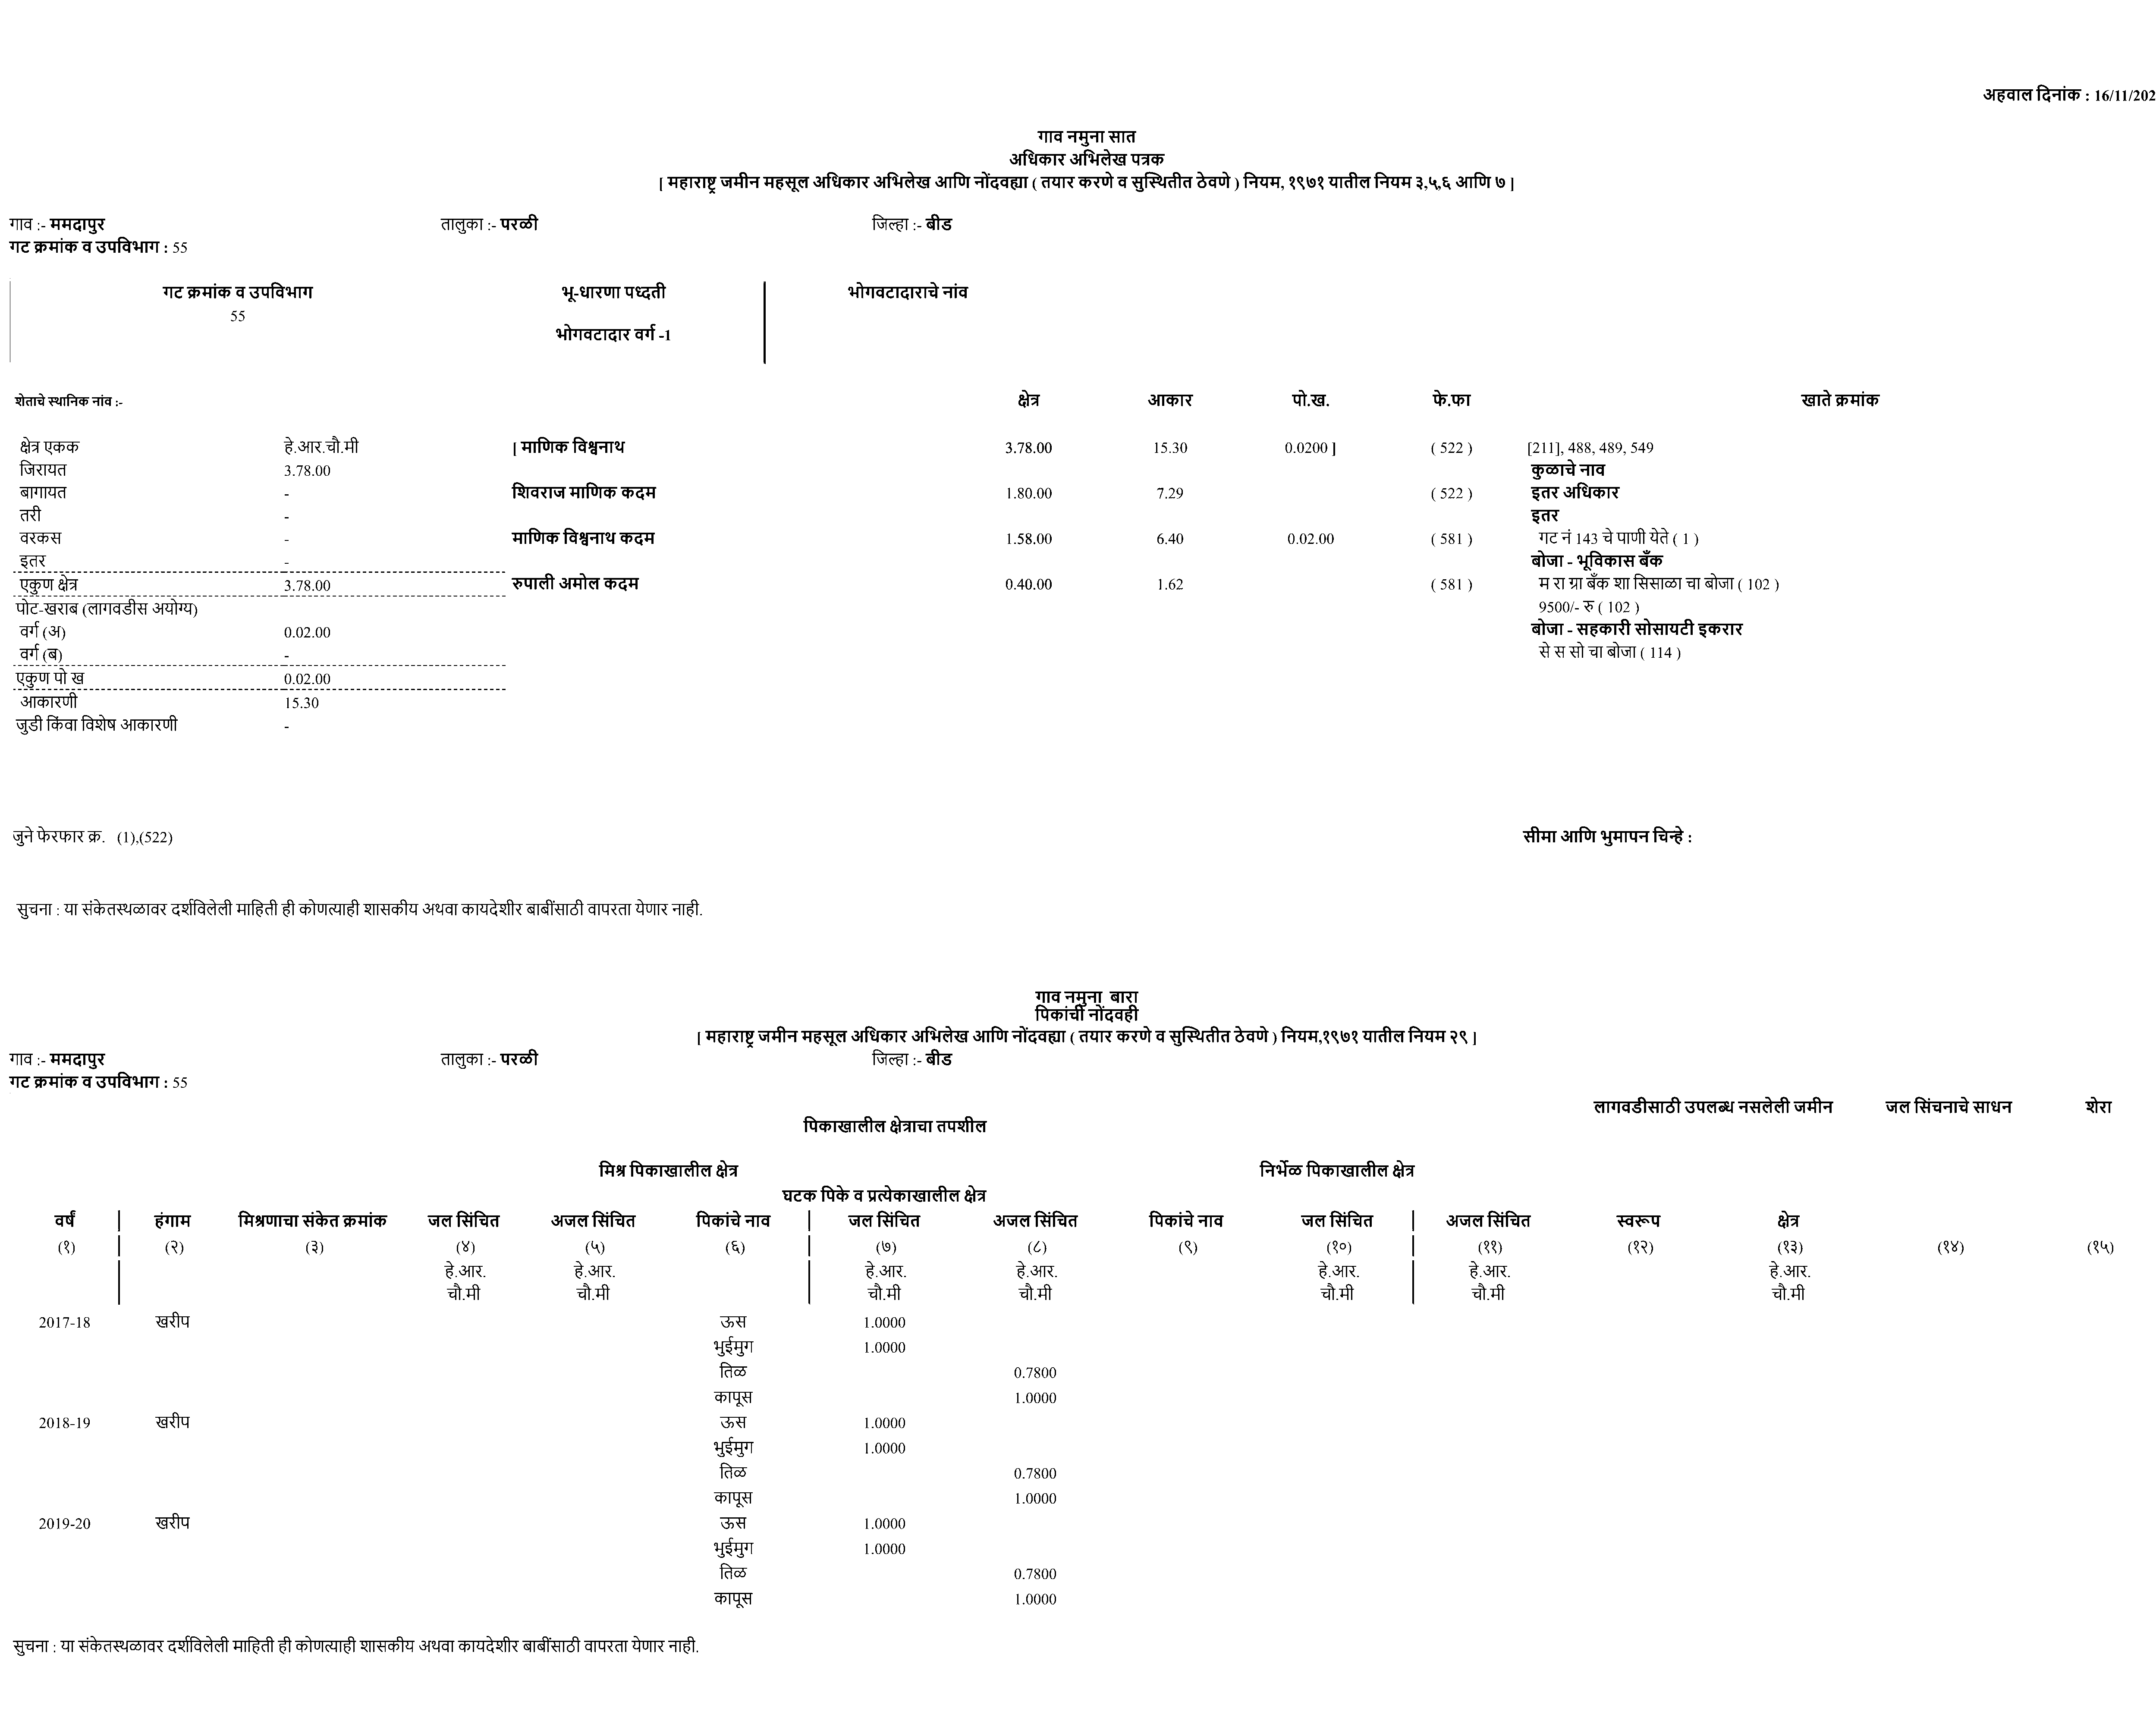 अहवाल दिनांक : 16/11/202
गाव नमुना सात
अधिकार अभिलेख पत्रक
[ महाराष्ट्र जमीन महसूल अधिकार अभिलेख आणि नोंदवह्या ( तयार करणे व सुस्थितीत ठेवणे ) नियम, १९७१ यातील नियम ३,५,६ आणि ७ ]
गाव :- ममदापुर तालुका :- परळी जिल्हा :- बीड
गट क्रमांक व उपविभाग : 55
गट क्रमांक व उपविभाग भू-धारणा पध्दती भोगवटादाराचे नांव
55
भोगवटादार वर्ग -1
शेताचे स्थानिक नांव :- क्षेत्र आकार पो.ख. फे.फा खाते क्रमांक
क्षेत्र एकक हे.आर.चौ.मी [ माणिक विश्वनाथ 3.78.00 15.30 0.0200 ] ( 522 ) [211], 488, 489, 549
जिरायत 3.78.00 कुळाचे नाव
बागायत - शिवराज माणिक कदम 1.80.00 7.29 ( 522 ) इतर अधिकार
तरी - इतर
वरकस - माणिक विश्वनाथ कदम 1.58.00 6.40 0.02.00 ( 581 ) गट नं 143 चे पाणी येते ( 1 )
इतर - बोजा - भूविकास बँक
एकुण क्षेत्र 3.78.00 रुपाली अमोल कदम 0.40.00 1.62 ( 581 ) म रा ग्रा बँक शा सिसाळा चा बोजा ( 102 )
पोट-खराब (लागवडीस अयोग्य) 9500/- रु ( 102 )
वर्ग (अ) 0.02.00 बोजा - सहकारी सोसायटी इकरार
वर्ग (ब) - से स सो चा बोजा ( 114 )
एकुण पो ख 0.02.00
आकारणी 15.30
जुडी किंवा विशेष आकारणी -
जुने फेरफार क्र. (1),(522) सीमा आणि भुमापन चिन्हे :
सुचना : या संकेतस्थळावर दर्शविलेली माहिती ही कोणत्याही शासकीय अथवा कायदेशीर बाबींसाठी वापरता येणार नाही.
गाव नमुना बारा
पिकांची नोंदवही
[ महाराष्ट्र जमीन महसूल अधिकार अभिलेख आणि नोंदवह्या ( तयार करणे व सुस्थितीत ठेवणे ) नियम,१९७१ यातील नियम २९ ]
गाव :- ममदापुर तालुका :- परळी जिल्हा :- बीड
गट क्रमांक व उपविभाग : 55
लागवडीसाठी उपलब्ध नसलेली जमीन जल सिंचनाचे साधन शेरा
पिकाखालील क्षेत्राचा तपशील
मिश्र पिकाखालील क्षेत्र निर्भेळ पिकाखालील क्षेत्र
घटक पिके व प्रत्येकाखालील क्षेत्र
वर्षं हंगाम मिश्रणाचा संकेत क्रमांक जल सिंचित अजल सिंचित पिकांचे नाव जल सिंचित अजल सिंचित पिकांचे नाव जल सिंचित अजल सिंचित स्वरूप क्षेत्र
(१) (२) (३) (४) (५) (६) (७) (८) (९) (१०) (११) (१२) (१३) (१४) (१५)
हे.आर. हे.आर. हे.आर. हे.आर. हे.आर. हे.आर. हे.आर.
चौ.मी चौ.मी चौ.मी चौ.मी चौ.मी चौ.मी चौ.मी
2017-18 खरीप ऊस 1.0000
भुईमुग 1.0000
तिळ 0.7800
कापूस 1.0000
2018-19 खरीप ऊस 1.0000
भुईमुग 1.0000
तिळ 0.7800
कापूस 1.0000
2019-20 खरीप ऊस 1.0000
भुईमुग 1.0000
तिळ 0.7800
कापूस 1.0000
सुचना : या संकेतस्थळावर दर्शविलेली माहिती ही कोणत्याही शासकीय अथवा कायदेशीर बाबींसाठी वापरता येणार नाही.